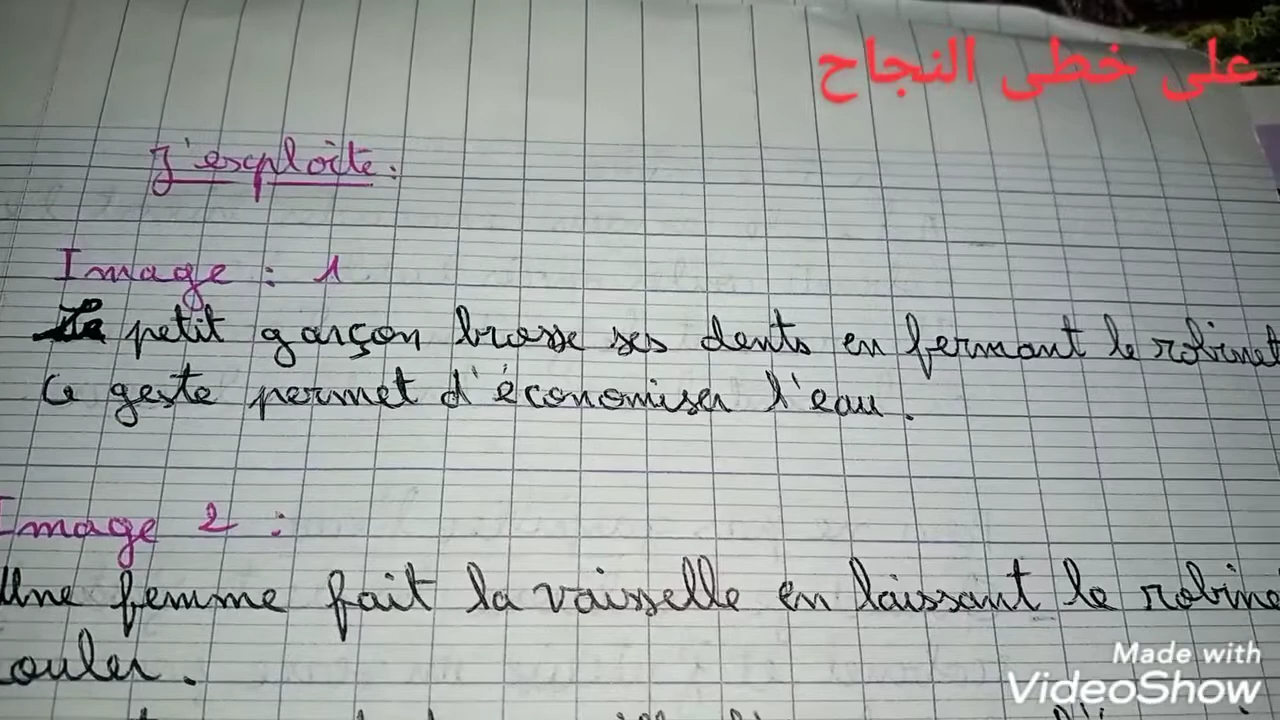 على خطى النجاح
J'exploite :
Image : 1
petit garçon brosse ses dents en fermant le robinet
Ce geste permet d'économiser l'eau.
Image 2 :
Une femme fait la vaisselle en laissant le robine
couler.
Made with
VideoShow